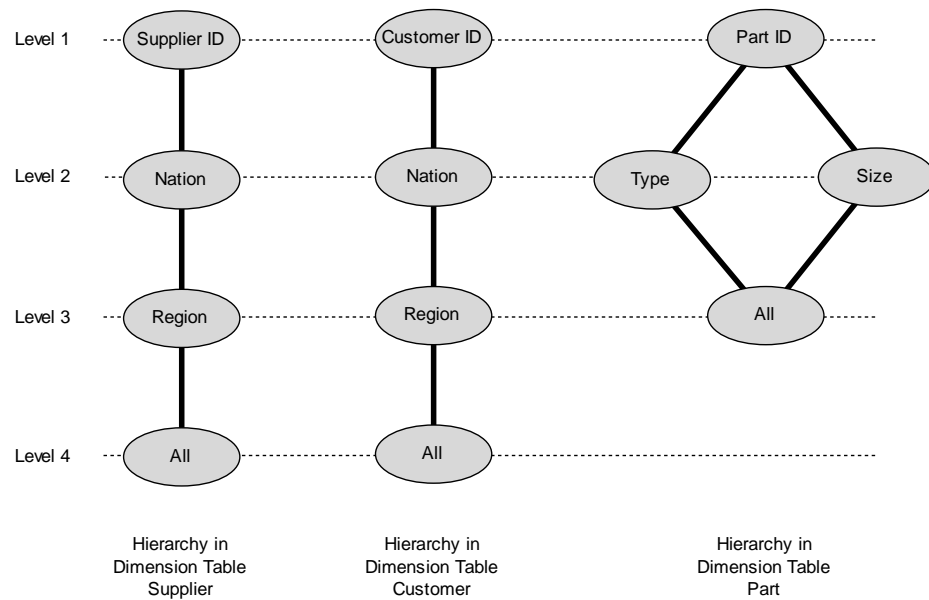 Level 1
Supplier ID
Customer ID
Part ID
Level 2
Nation
Nation
Type
Size
Level 3
Region
Region
All
Level 4
All
All
Hierarchy in
Dimension Table
Supplier
Hierarchy in
Dimension Table
Customer
Hierarchy in
Dimension Table
Part